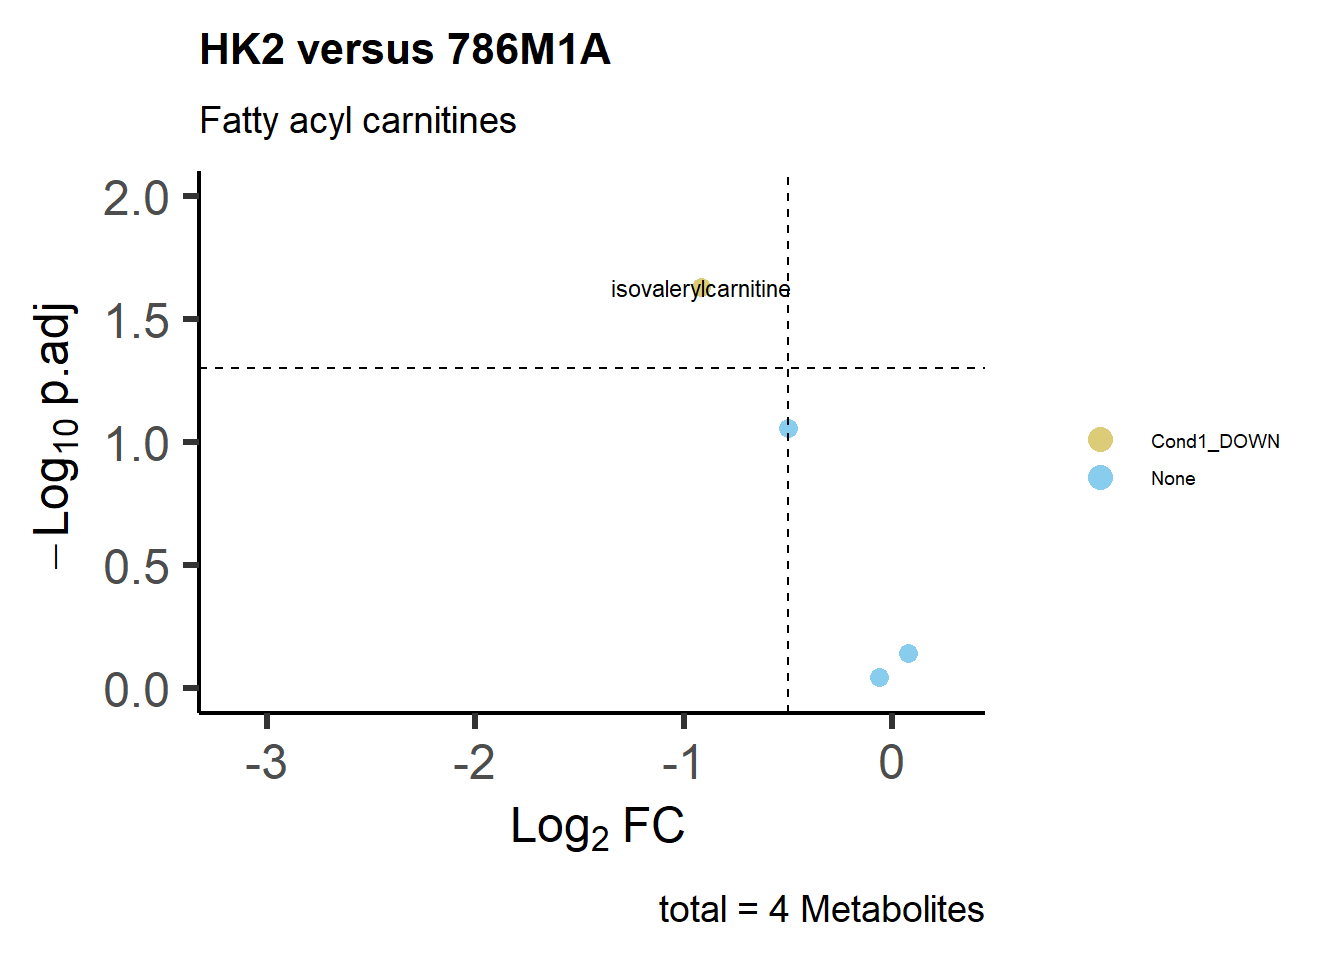 HK2 versus 786M1A
Fatty acyl carnitines
2.0
1.5
1.0
0.5
0.0
−Log10 p.adj
isovalerylcarnitine
Cond1_DOWN
None
-3
-2
-1
0
Log2 FC
total = 4 Metabolites